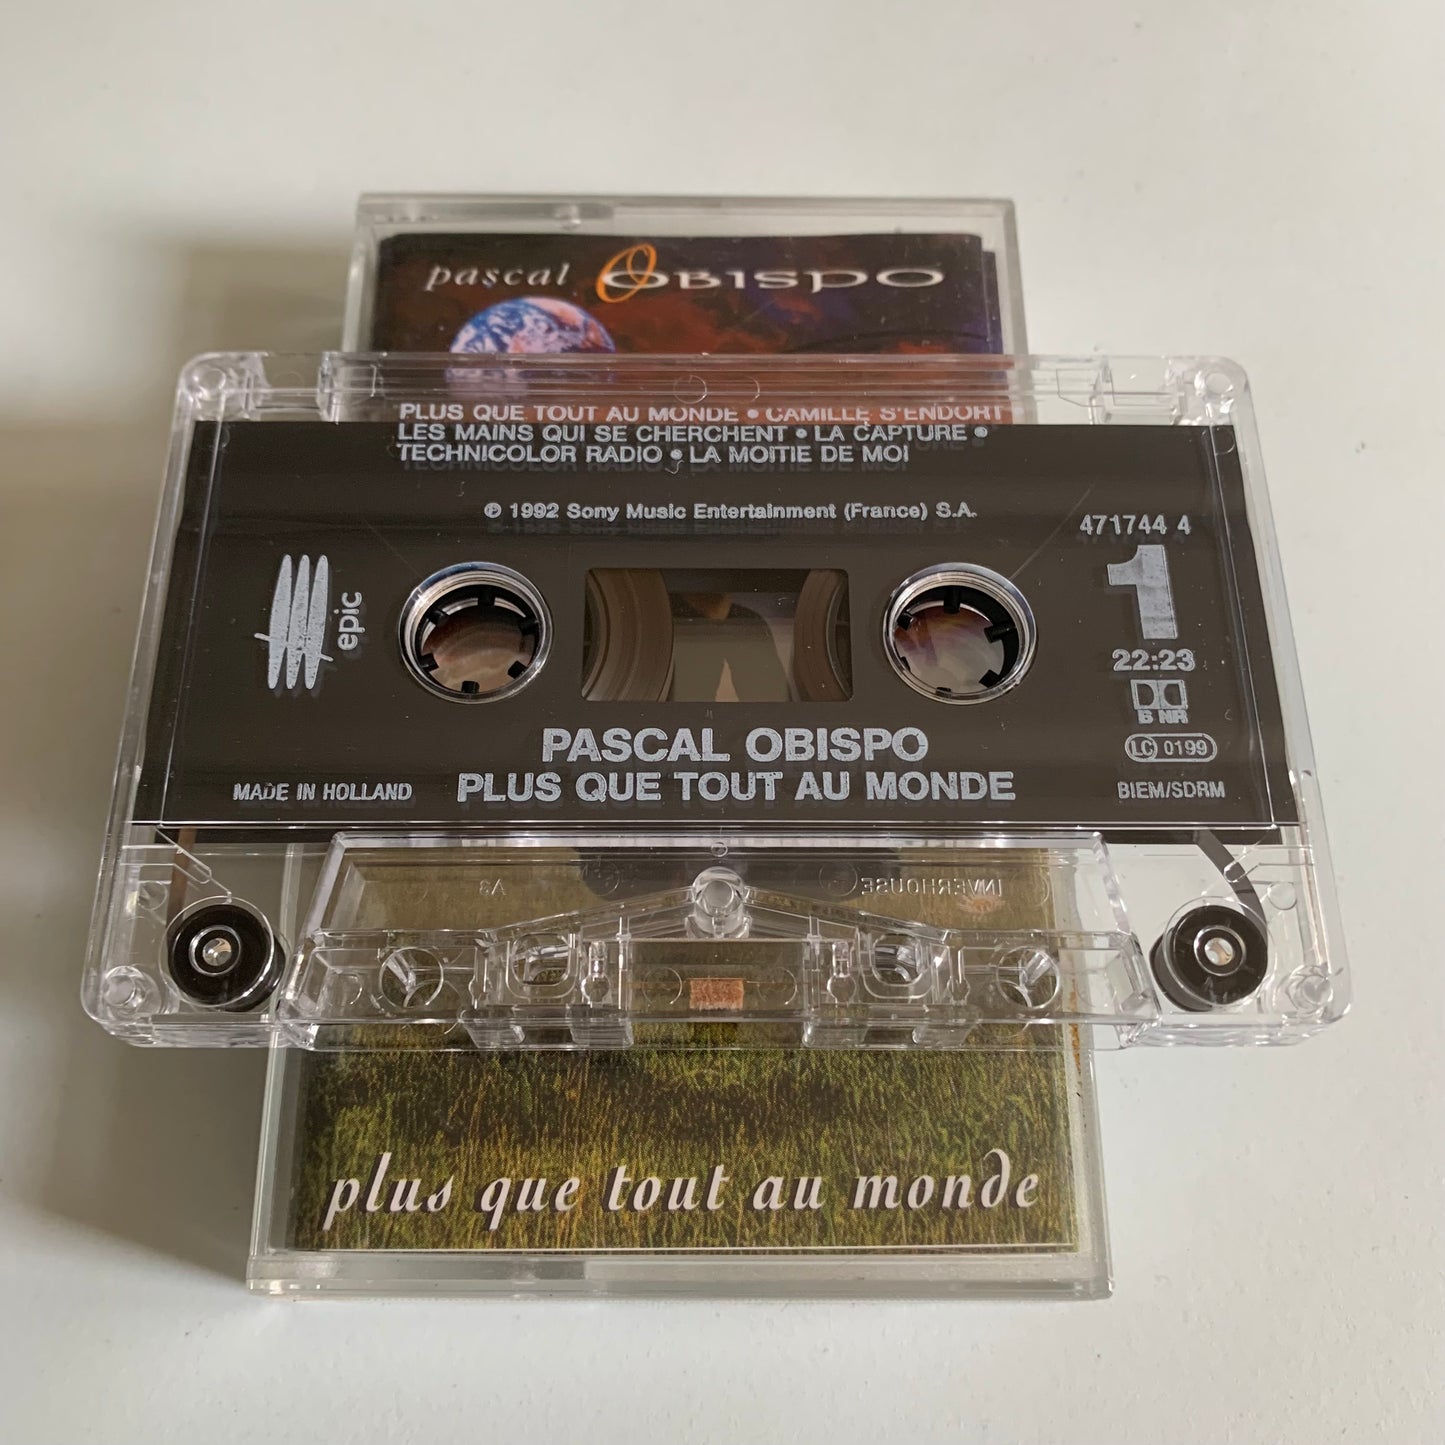 pascal OBISPO
PLUS QUE TOUT AU MONDE • CAMILLE S'ENDORT
LES MAINS QUI SE CHERCHENT • LA CAPTURE •
TECHNICOLOR RADIO • LA MOITIE DE MOI
℗ 1992 Sony Music Entertainment (France) S.A.
471744 4
epic
1
22:23
B NR
LC 0199
PASCAL OBISPO
PLUS QUE TOUT AU MONDE
MADE IN HOLLAND
BIEM/SDRM
A3
INVERHOUSE
plus que tout au monde